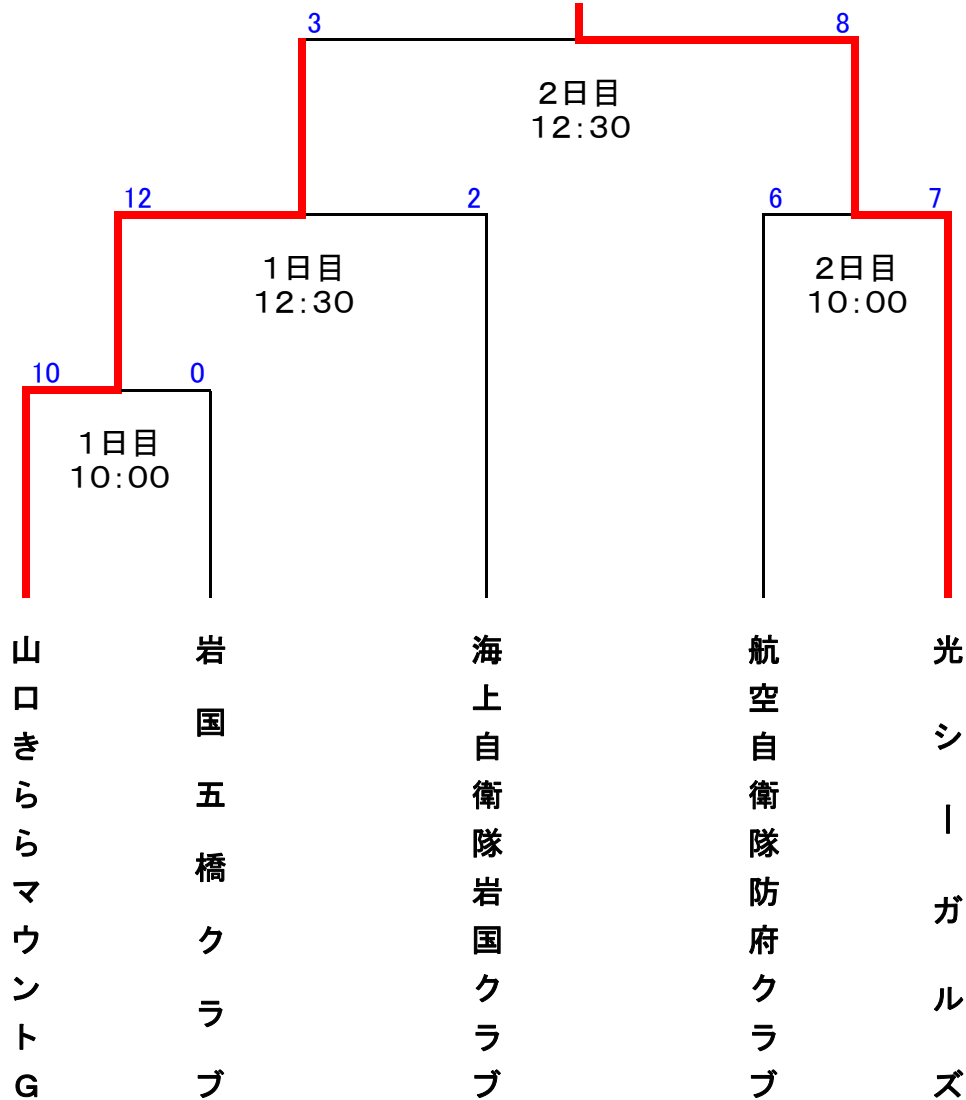 3
8
２日目
１２：３０
12
2
6
7
１日目
１２：３０
２日目
１０：００
10
0
１日目
１０：００
山口きららマウントＧ
岩国五橋クラブ
海上自衛隊岩国クラブ
航空自衛隊防府クラブ
光シーガルズ